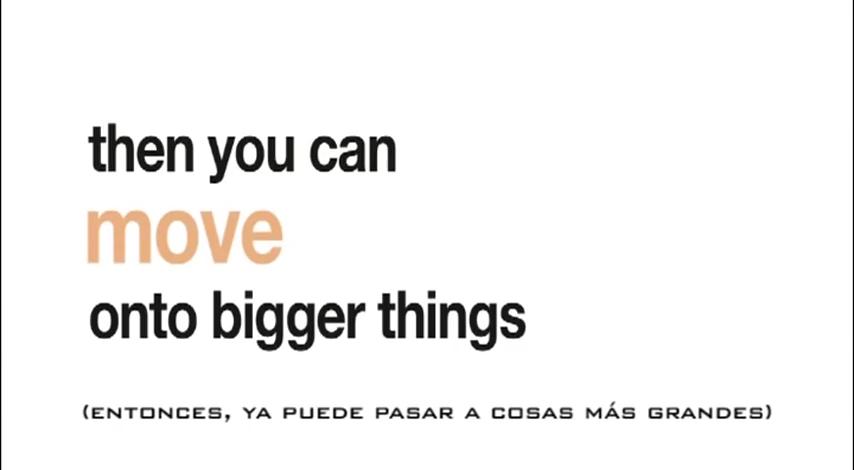 then you can
move
onto bigger things
(ENTONCES, YA PUEDE PASAR A COSAS MÁS GRANDES)